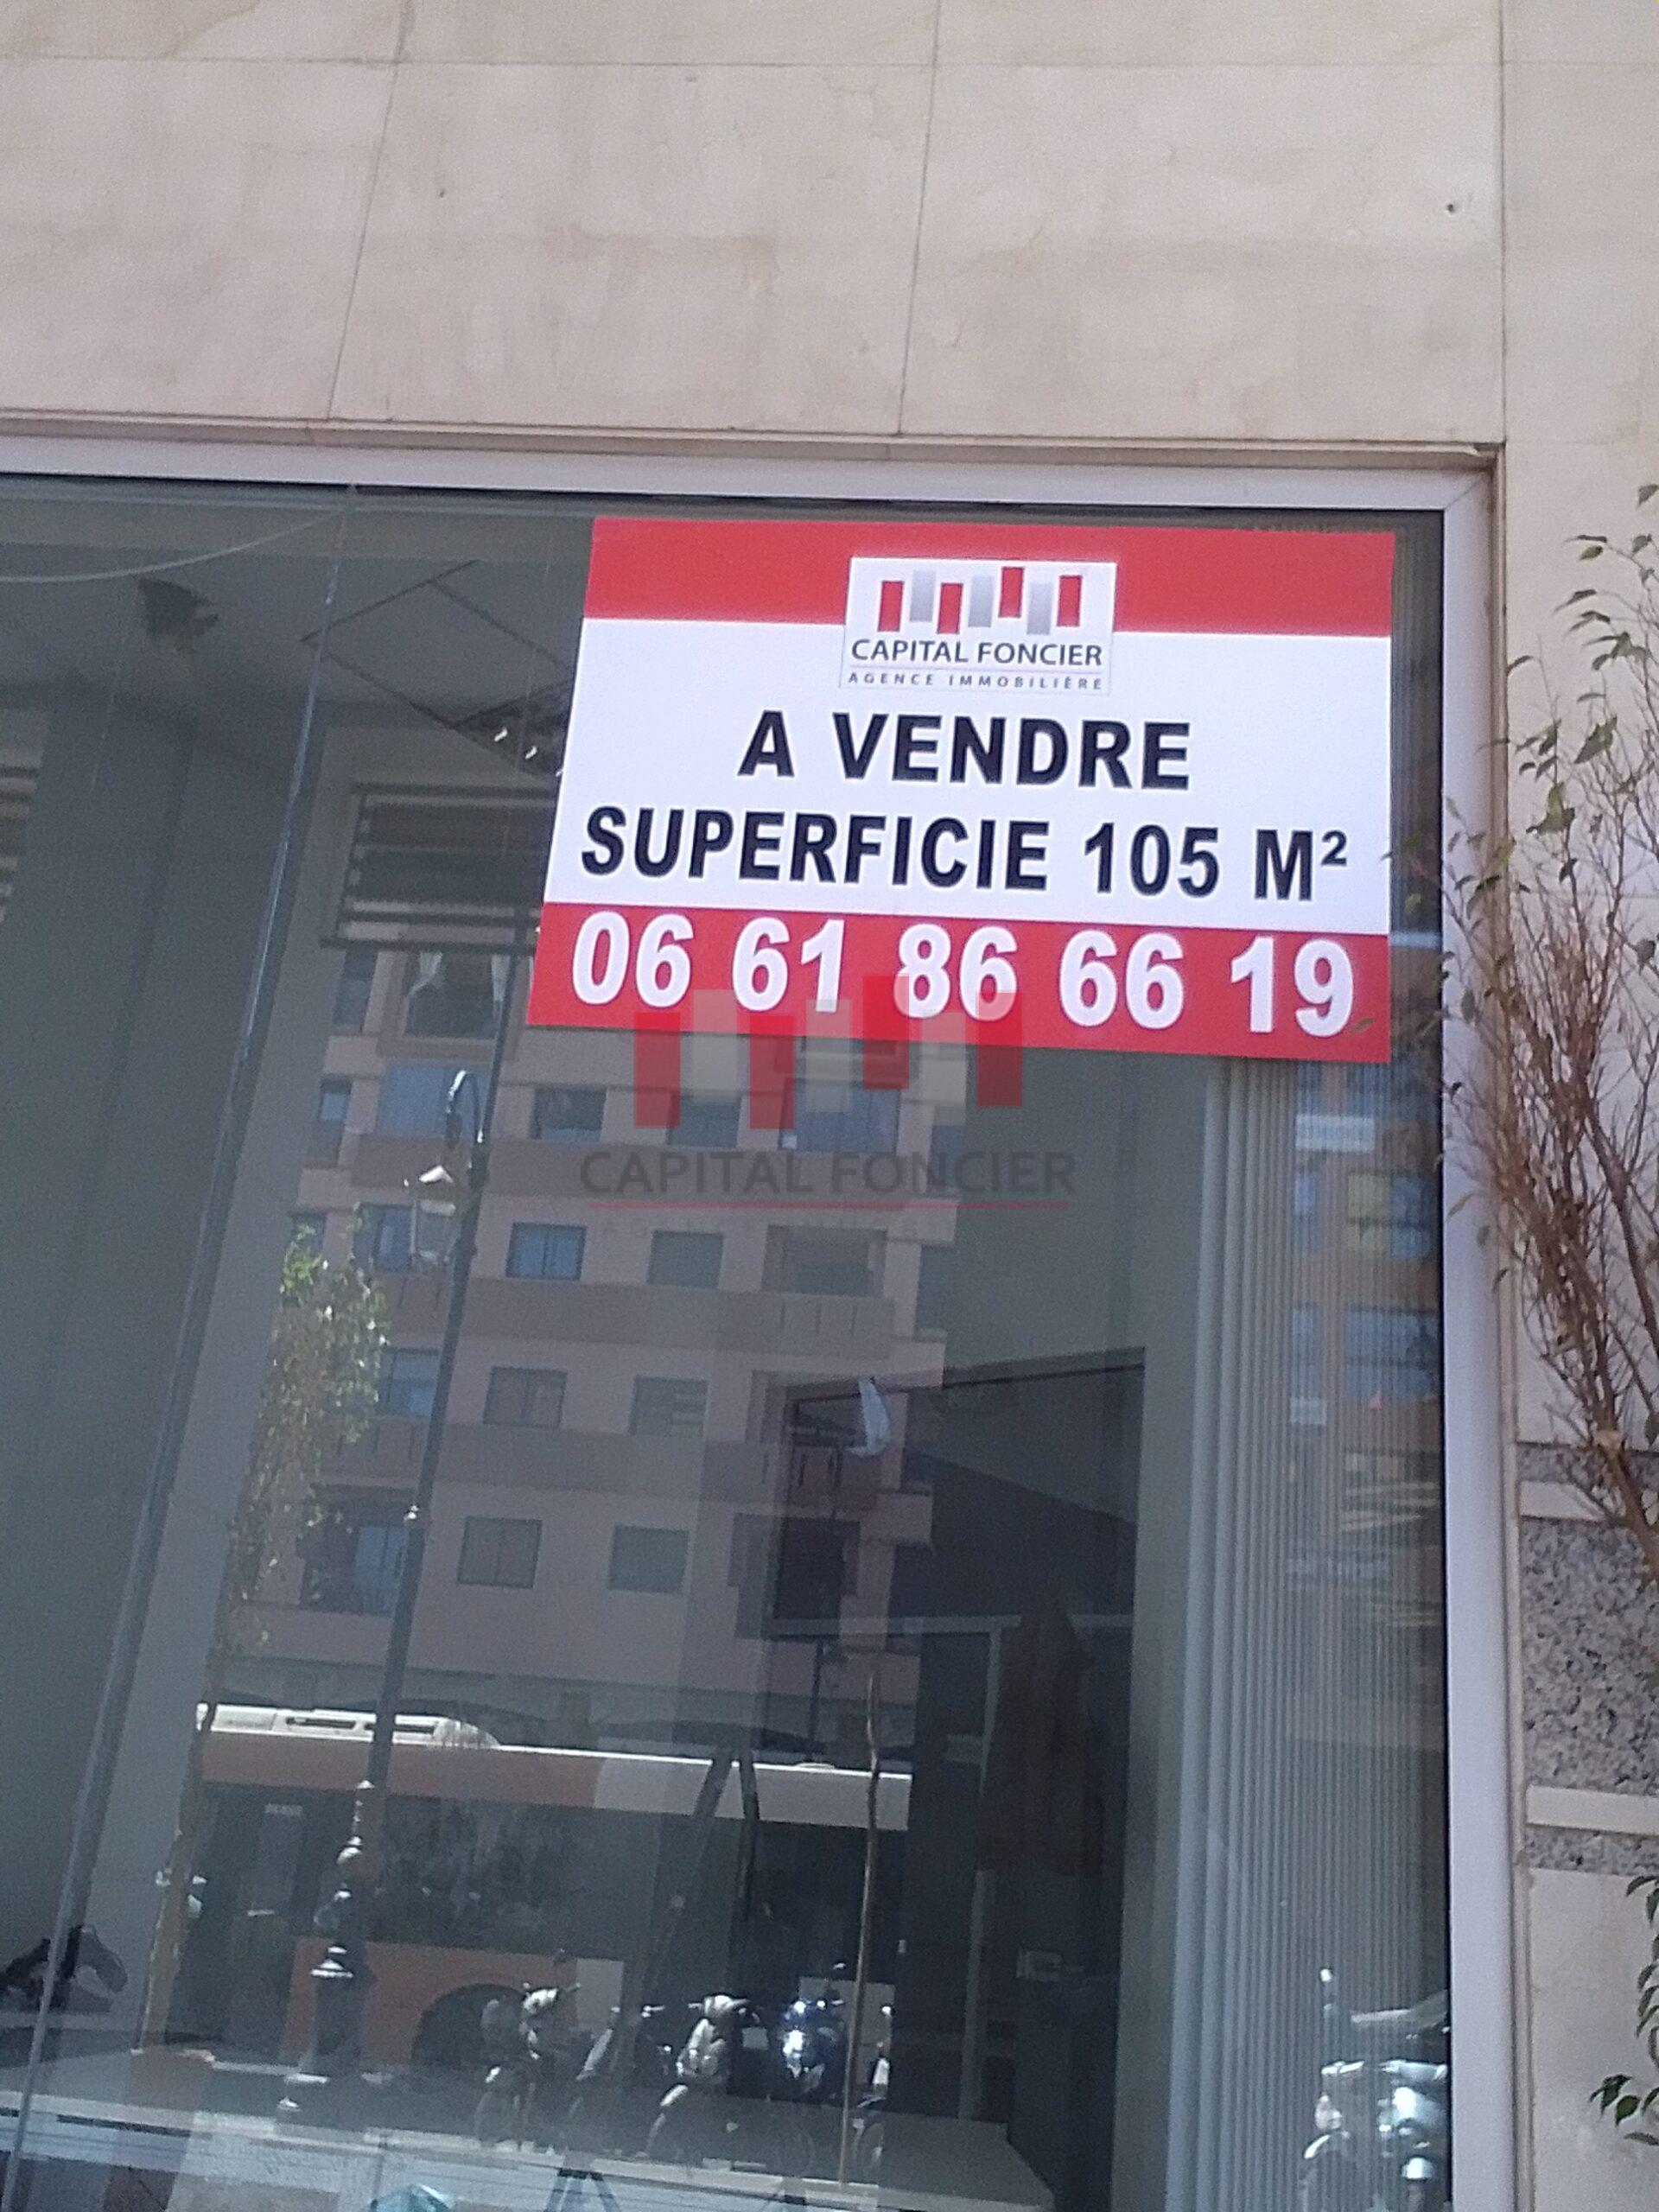 CAPITAL FONCIER
AGENCE IMMOBILIÈRE
A VENDRE
SUPERFICIE 105 M²
06 61 86 66 19
CAPITAL FONCIER